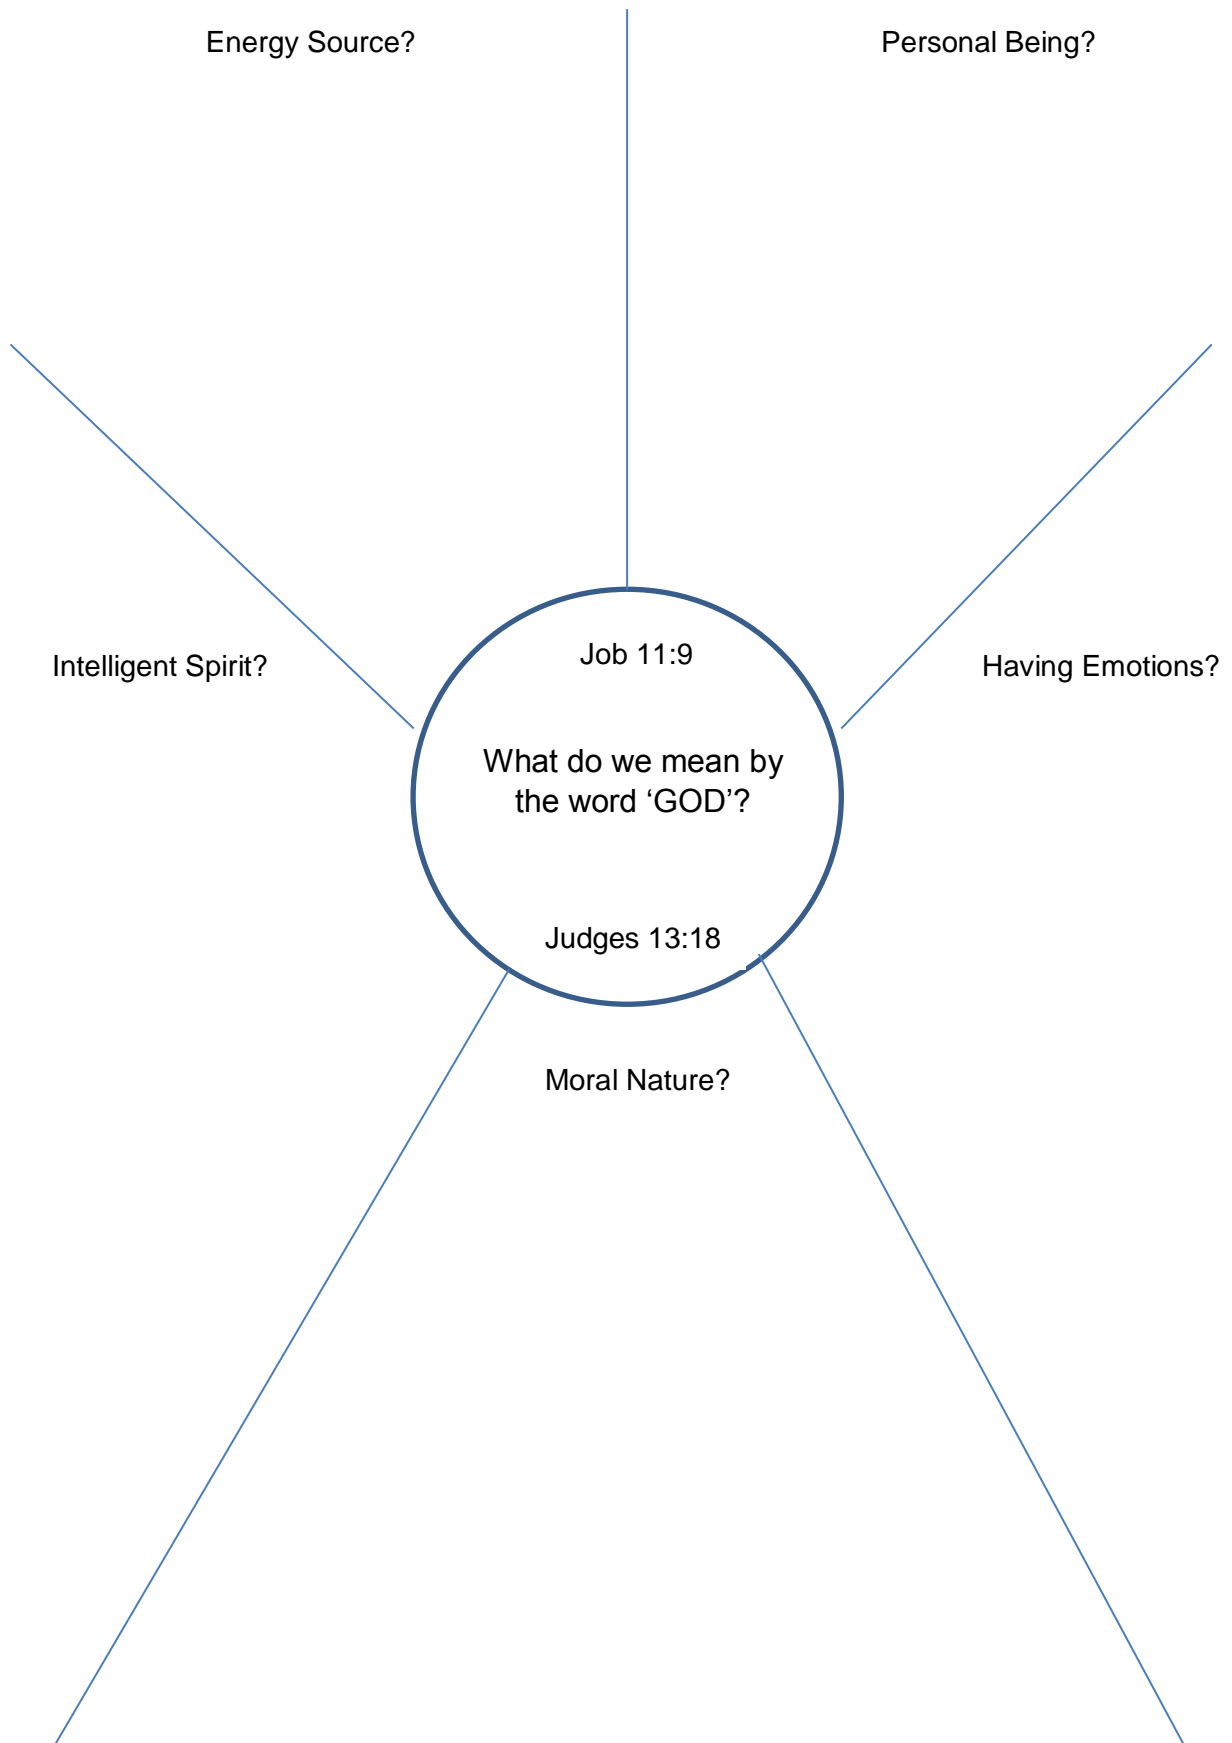 Energy Source?
Personal Being?
Intelligent Spirit?
Job 11:9
Having Emotions?
What do we mean by
the word ‘GOD’?
Judges 13:18
Moral Nature?